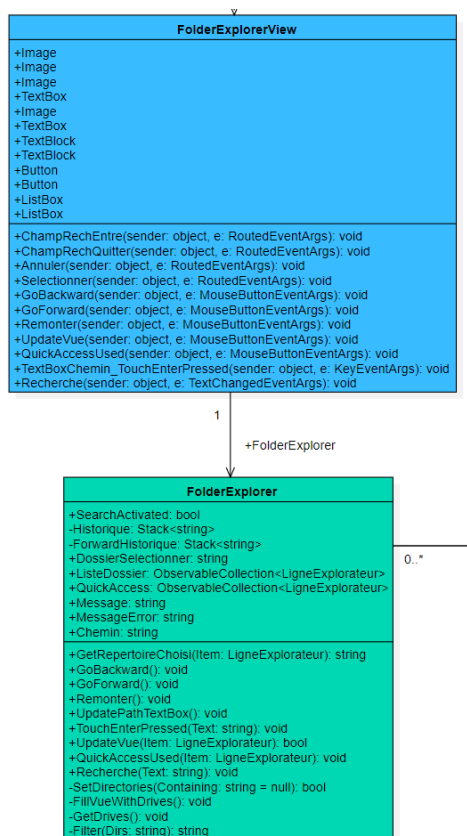 FolderExplorerView
+Image
+Image
+Image
+TextBox
+Image
+TextBox
+TextBlock
+TextBlock
+Button
+Button
+ListBox
+ListBox
+ChampRechEntre(sender: object, e: RoutedEventArgs): void
+ChampRechQuitter(sender: object, e: RoutedEventArgs): void
+Annuler(sender: object, e: RoutedEventArgs): void
+Selectionner(sender: object, e: RoutedEventArgs): void
+GoBackward(sender: object, e: MouseButtonEventArgs): void
+GoForward(sender: object, e: MouseButtonEventArgs): void
+Remonter(sender: object, e: MouseButtonEventArgs): void
+UpdateVue(sender: object, e: MouseButtonEventArgs): void
+QuickAccessUsed(sender: object, e: MouseButtonEventArgs): void
+TextBoxChemin_TouchEnterPressed(sender: object, e: KeyEventArgs): void
+Recherche(sender: object, e: TextChangedEventArgs): void
1
+FolderExplorer
FolderExplorer
+SearchActivated: bool
-Historique: Stack<string>
-ForwardHistorique: Stack<string>
+DossierSelectionner: string
+ListeDossier: ObservableCollection<LigneExplorateur>
+QuickAccess: ObservableCollection<LigneExplorateur>
+Message: string
+MessageError: string
+Chemin: string
0..*
+GetRepertoireChoisi(Item: LigneExplorateur): string
+GoBackward(): void
+GoForward(): void
+Remonter(): void
+UpdatePathTextBox(): void
+TouchEnterPressed(Text: string): void
+UpdateVue(Item: LigneExplorateur): bool
+QuickAccessUsed(Item: LigneExplorateur): void
+Recherche(Text: string): void
-SetDirectories(Containing: string = null): bool
-FillVueWithDrives(): void
-GetDrives(): void
-Filter(Dirs: string): string